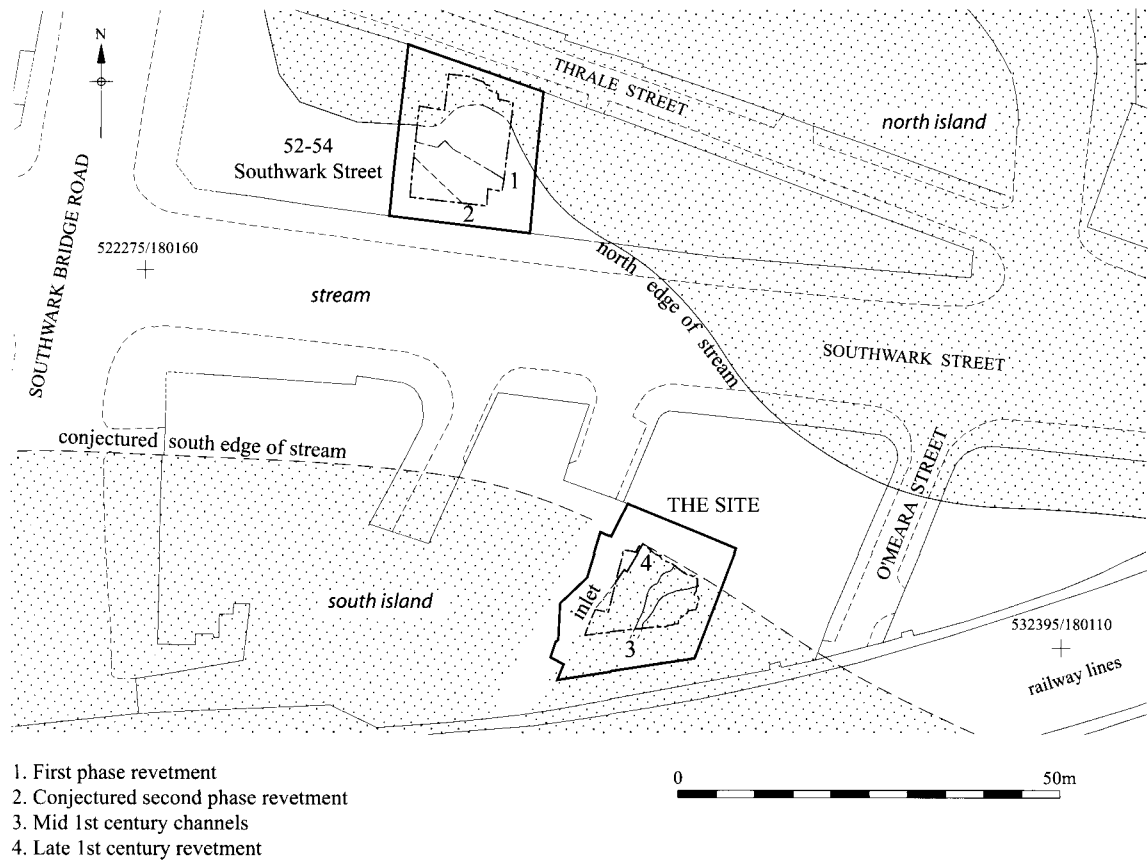 N
THRALE STREET
north island
52-54
Southwark Street
1
2
SOUTHWARK BRIDGE ROAD
522275/180160
stream
north edge of stream
SOUTHWARK STREET
conjectured south edge of stream
O'MEARA STREET
THE SITE
4
inlet
south island
3
532395/180110
railway lines
1. First phase revetment
2. Conjectured second phase revetment
3. Mid 1st century channels
4. Late 1st century revetment
0
50m